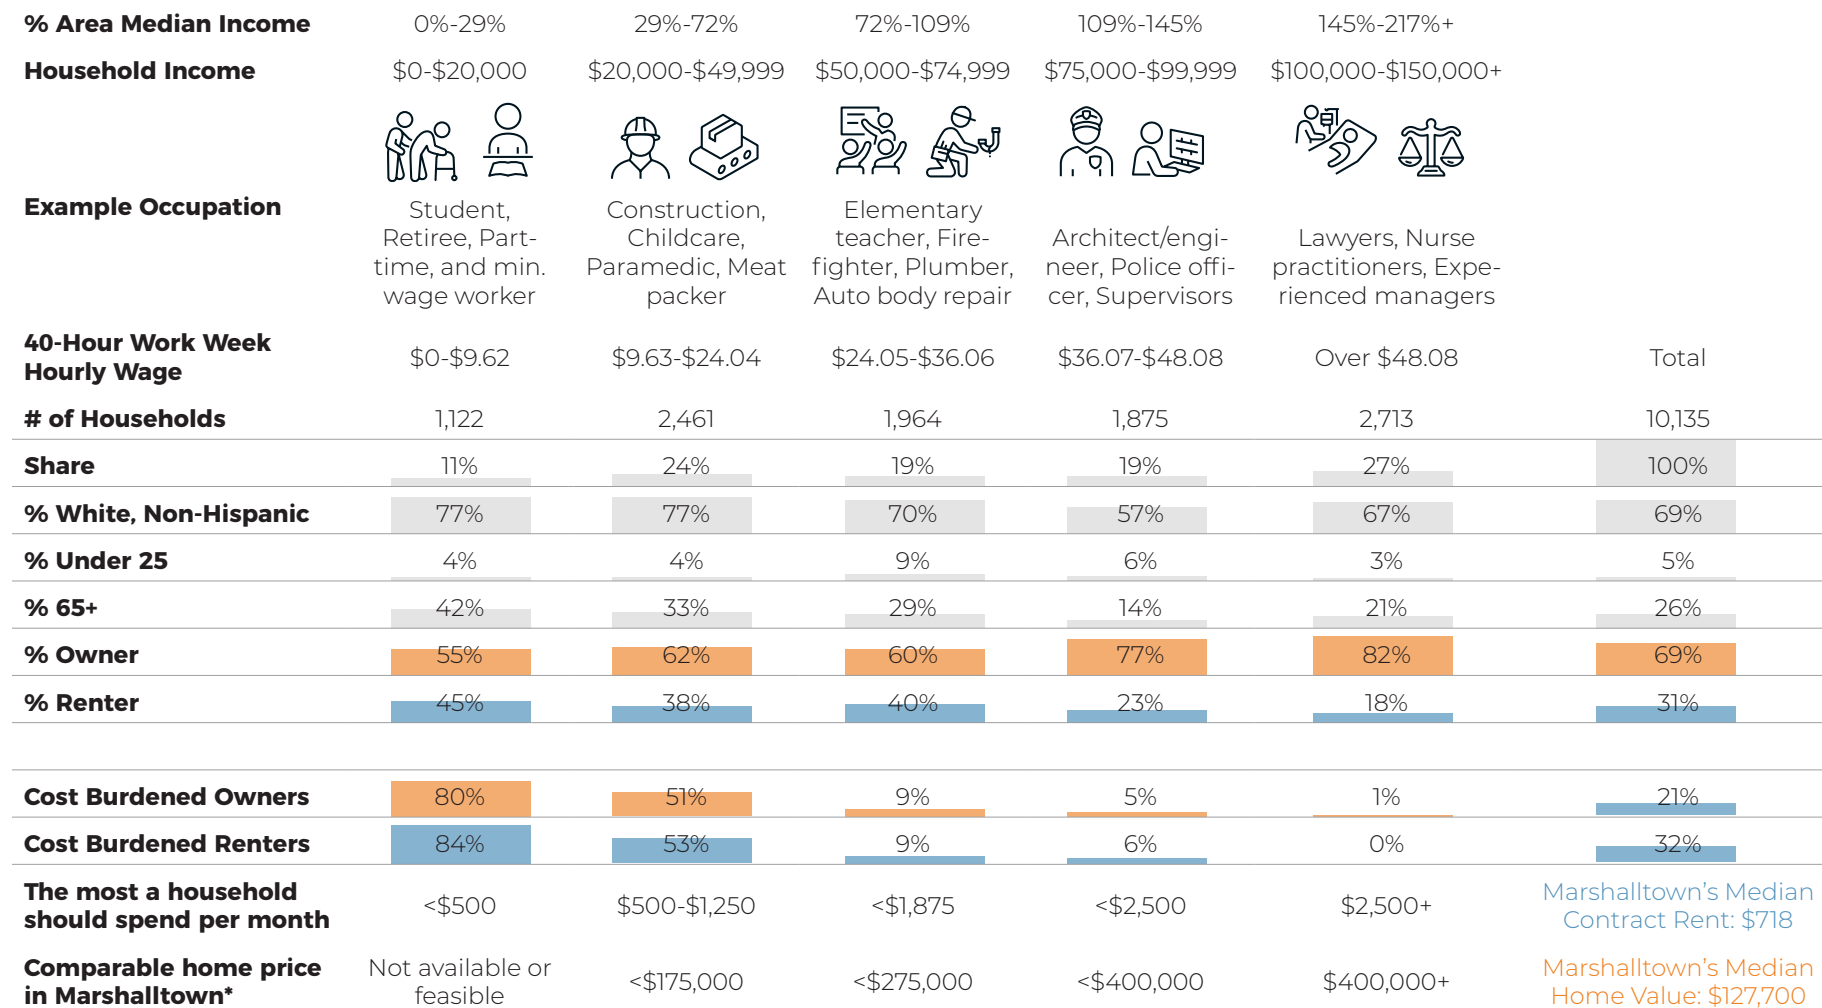 % Area Median Income 0%-29% 29%-72% 72%-109% 109%-145% 145%-217%+
Household Income $0-$20,000 $20,000-$49,999 $50,000-$74,999 $75,000-$99,999 $100,000-$150,000+
Example Occupation
Student,
Retiree, Part-
time, and min.
wage worker
Construction,
Childcare,
Paramedic, Meat
packer
Elementary
teacher, Fire-
fighter, Plumber,
Auto body repair
Architect/engi-
neer, Police offi-
cer, Supervisors
Lawyers, Nurse
practitioners, Expe-
rienced managers
40-Hour Work Week
Hourly Wage
$0-$9.62 $9.63-$24.04 $24.05-$36.06 $36.07-$48.08 Over $48.08 Total
# of Households 1,122 2,461 1,964 1,875 2,713 10,135
Share 11% 24% 19% 19% 27% 100%
% White, Non-Hispanic 77% 77% 70% 57% 67% 69%
% Under 25 4% 4% 9% 6% 3% 5%
% 65+ 42% 33% 29% 14% 21% 26%
% Owner 55% 62% 60% 77% 82% 69%
% Renter 45% 38% 40% 23% 18% 31%
Cost Burdened Owners 80% 51% 9% 5% 1% 21%
Cost Burdened Renters 84% 53% 9% 6% 0% 32%
The most a household
should spend per month
<$500 $500-$1,250 <$1,875 <$2,500 $2,500+
Marshalltown's Median
Contract Rent: $718
Comparable home price
in Marshalltown*
Not available or
feasible
<$175,000 <$275,000 <$400,000 $400,000+
Marshalltown's Median
Home Value: $127,700